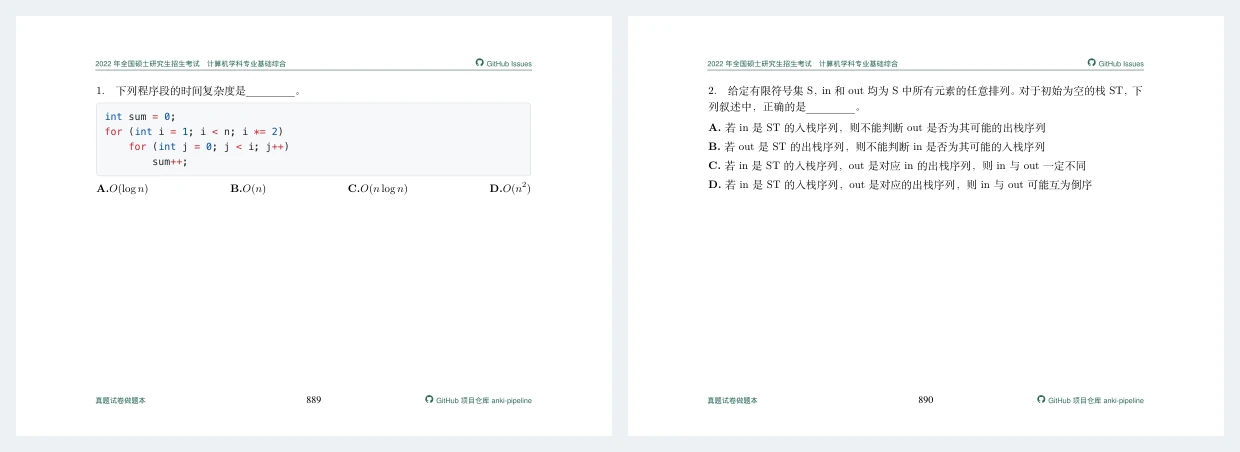 2022 年全国硕士研究生招生考试 计算机学科专业基础综合 GitHub Issues
1. 下列程序段的时间复杂度是________。
int sum = 0;
for (int i = 1; i < n; i *= 2)
    for (int j = 0; j < i; j++)
        sum++;
A.O(log n) B.O(n) C.O(n log n) D.O(n²)
真题试卷做题本 889 GitHub 项目仓库 anki-pipeline
2022 年全国硕士研究生招生考试 计算机学科专业基础综合 GitHub Issues
2. 给定有限符号集 S, in 和 out 均为 S 中所有元素的任意排列。对于初始为空的栈 ST, 下
列叙述中, 正确的是________。
A. 若 in 是 ST 的入栈序列, 则不能判断 out 是否为其可能的出栈序列
B. 若 out 是 ST 的出栈序列, 则不能判断 in 是否为其可能的入栈序列
C. 若 in 是 ST 的入栈序列, out 是对应 in 的出栈序列, 则 in 与 out 一定不同
D. 若 in 是 ST 的入栈序列, out 是对应的出栈序列, 则 in 与 out 可能互为倒序
真题试卷做题本 890 GitHub 项目仓库 anki-pipeline